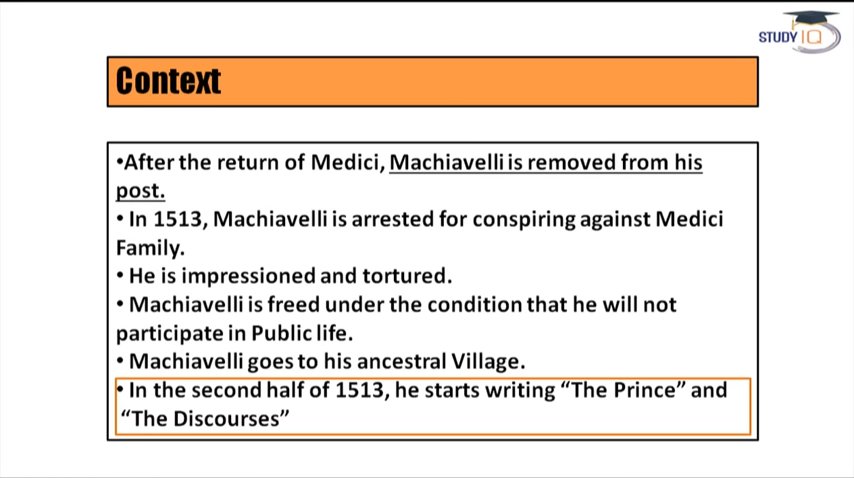 STUDY IQ
Context
•After the return of Medici, Machiavelli is removed from his
post.
• In 1513, Machiavelli is arrested for conspiring against Medici
Family.
• He is impressioned and tortured.
• Machiavelli is freed under the condition that he will not
participate in Public life.
• Machiavelli goes to his ancestral Village.
• In the second half of 1513, he starts writing “The Prince” and
“The Discourses”